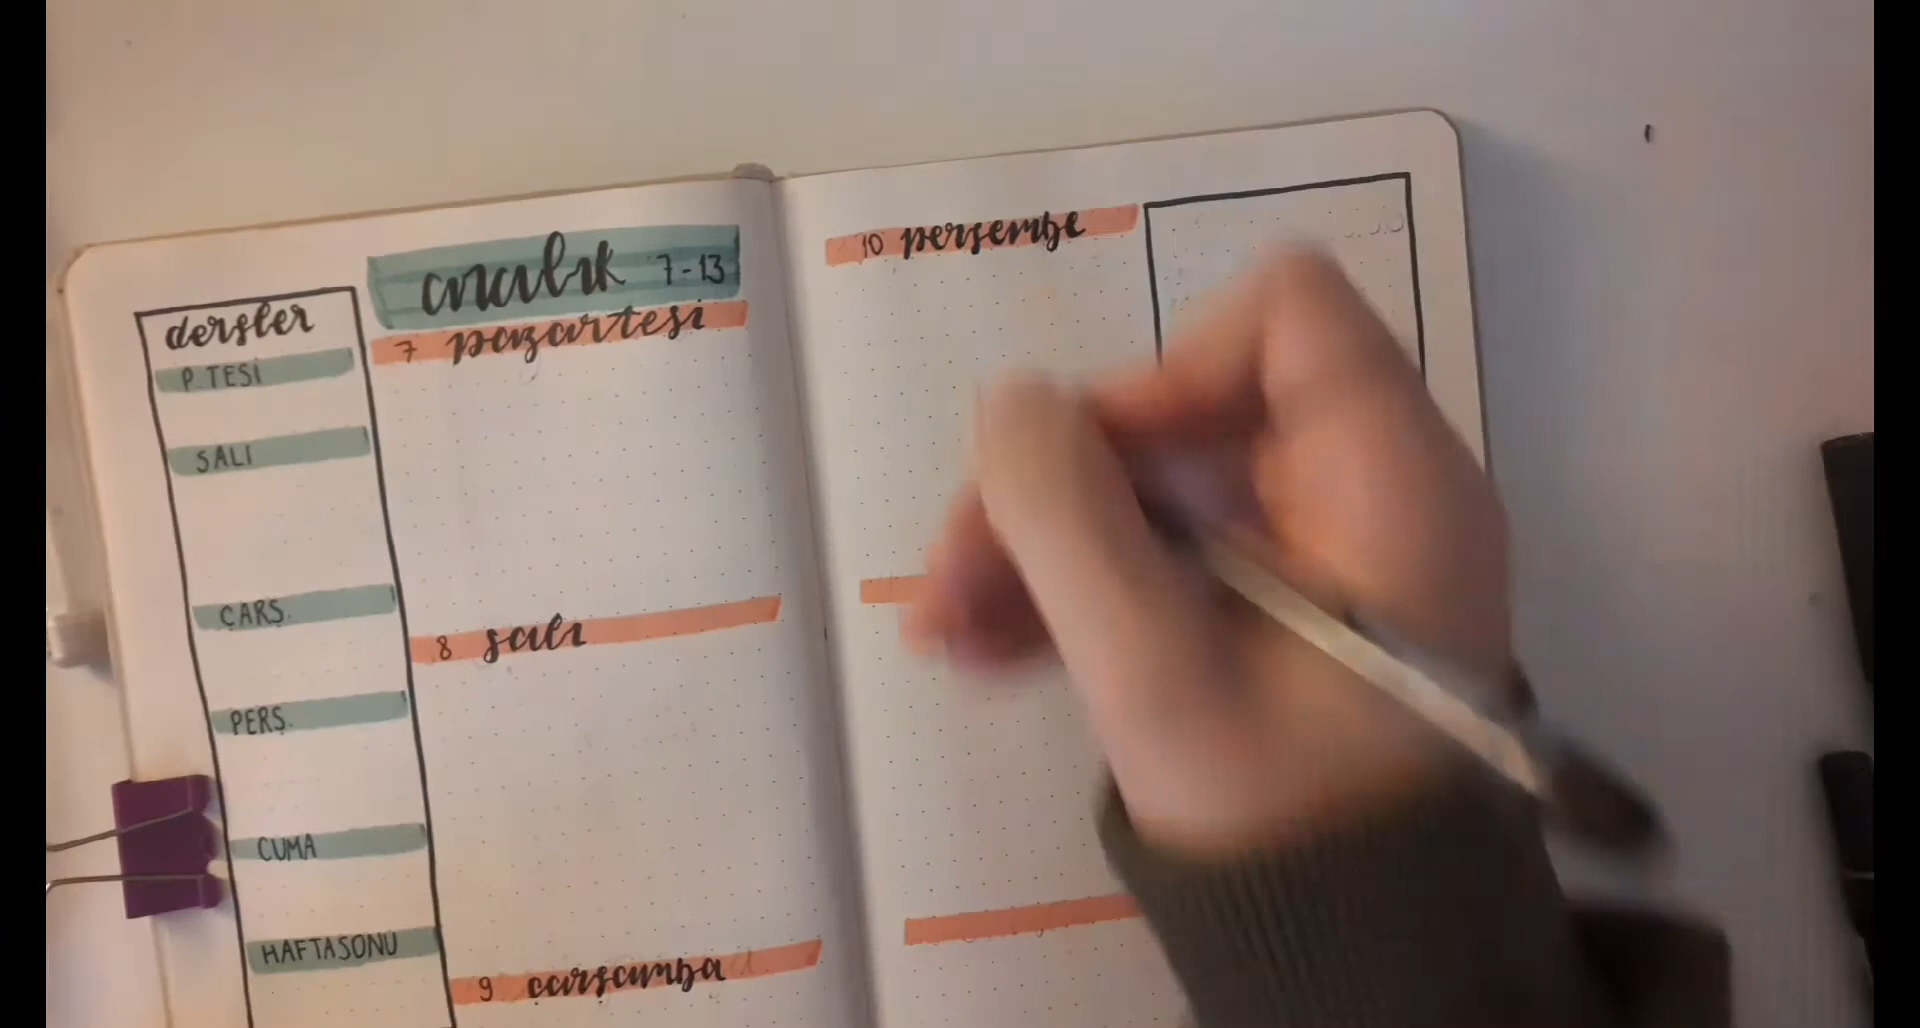 dersler
P.TESİ
SALI
ÇARŞ.
PERŞ.
CUMA
HAFTASONU
aralık 7-13
7 pazartesi
8 salı
9 çarşamba
10 perşembe